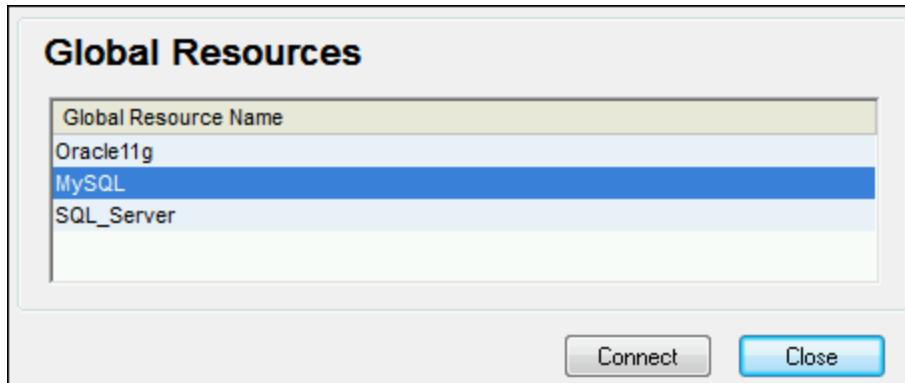 Global Resources
Global Resource Name
Oracle11g
MySQL
SQL_Server
Connect Close